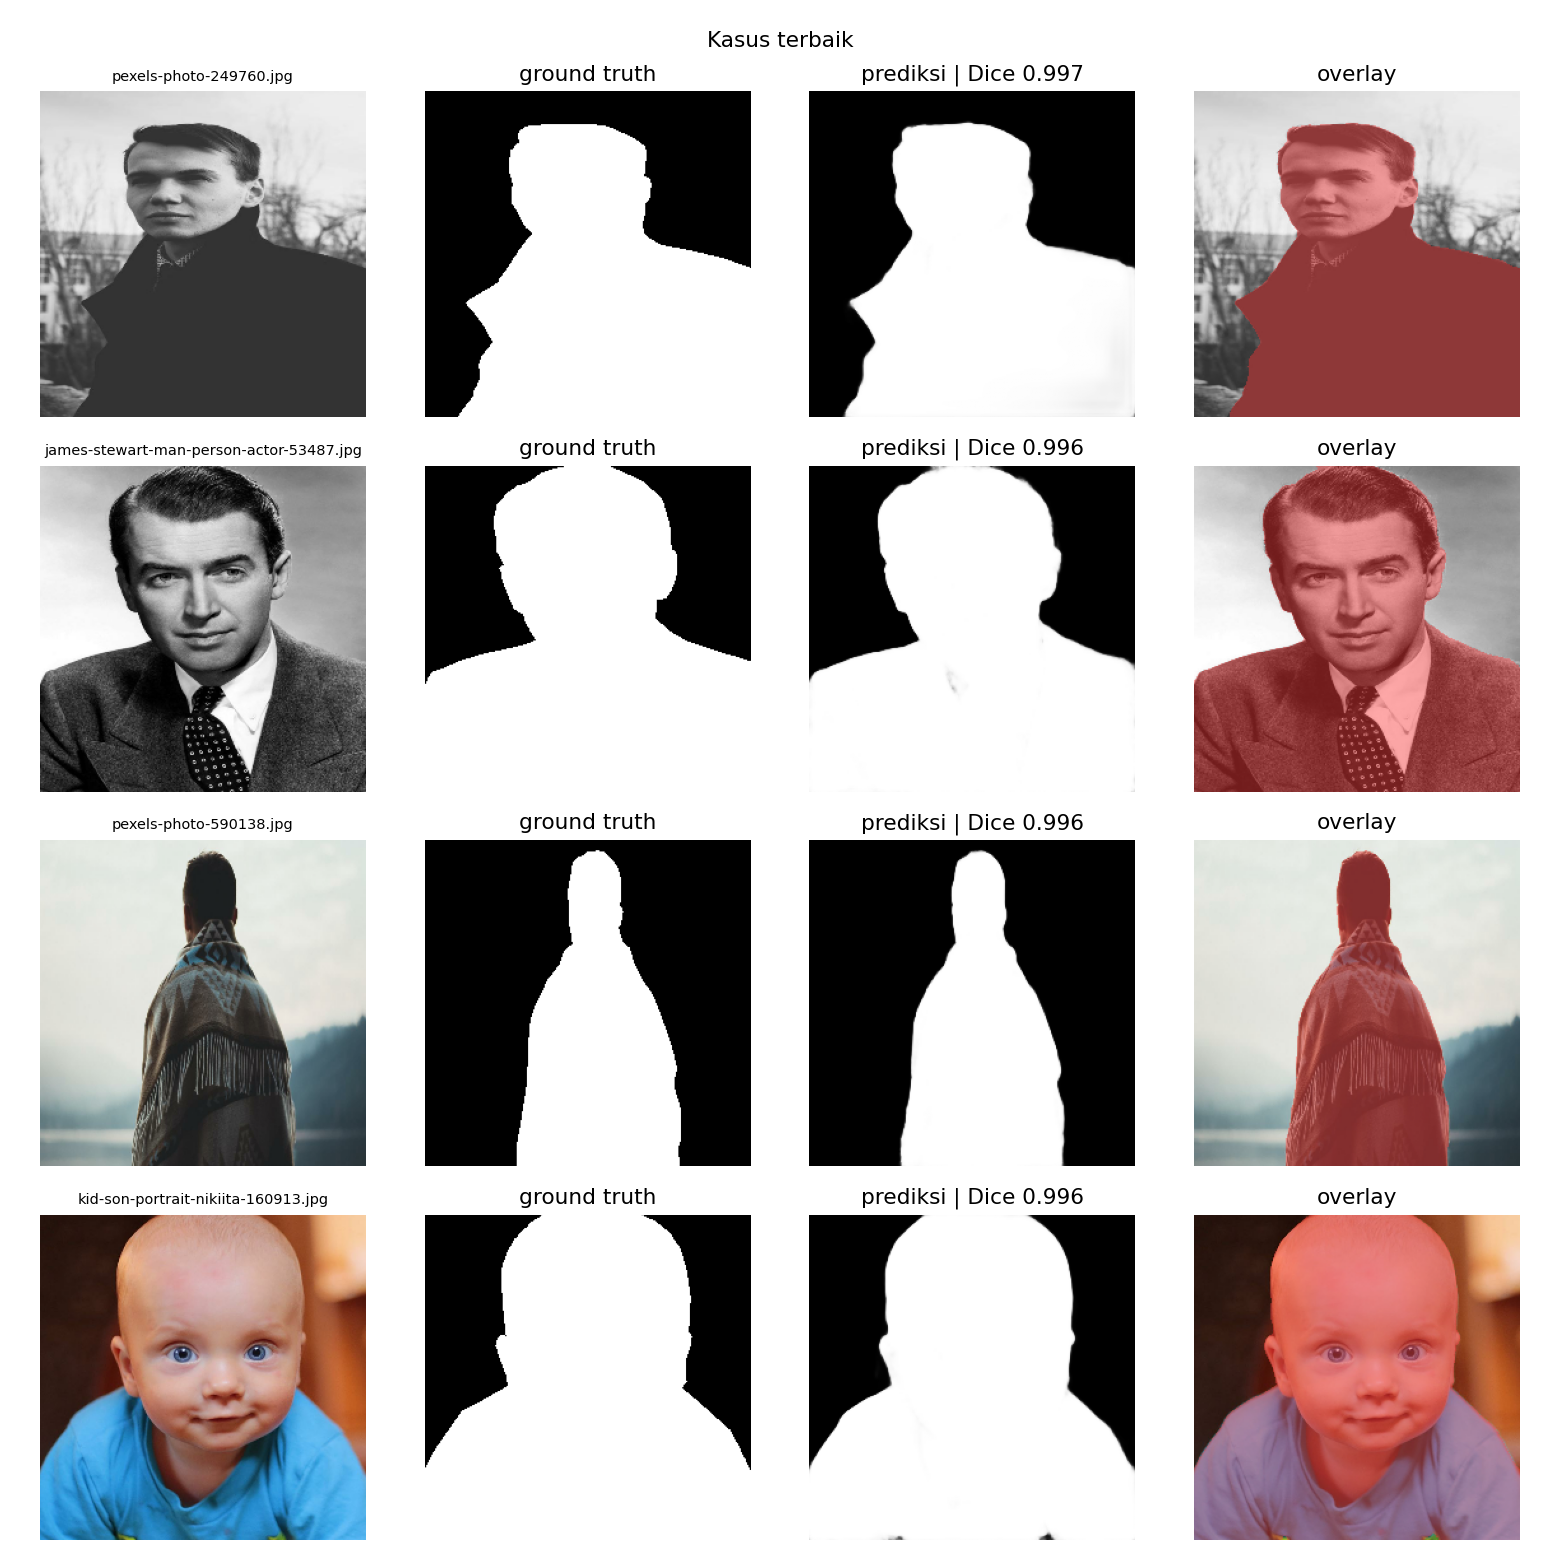 Kasus terbaik
pexels-photo-249760.jpg
ground truth
prediksi | Dice 0.997
overlay
james-stewart-man-person-actor-53487.jpg
ground truth
prediksi | Dice 0.996
overlay
pexels-photo-590138.jpg
ground truth
prediksi | Dice 0.996
overlay
kid-son-portrait-nikiita-160913.jpg
ground truth
prediksi | Dice 0.996
overlay